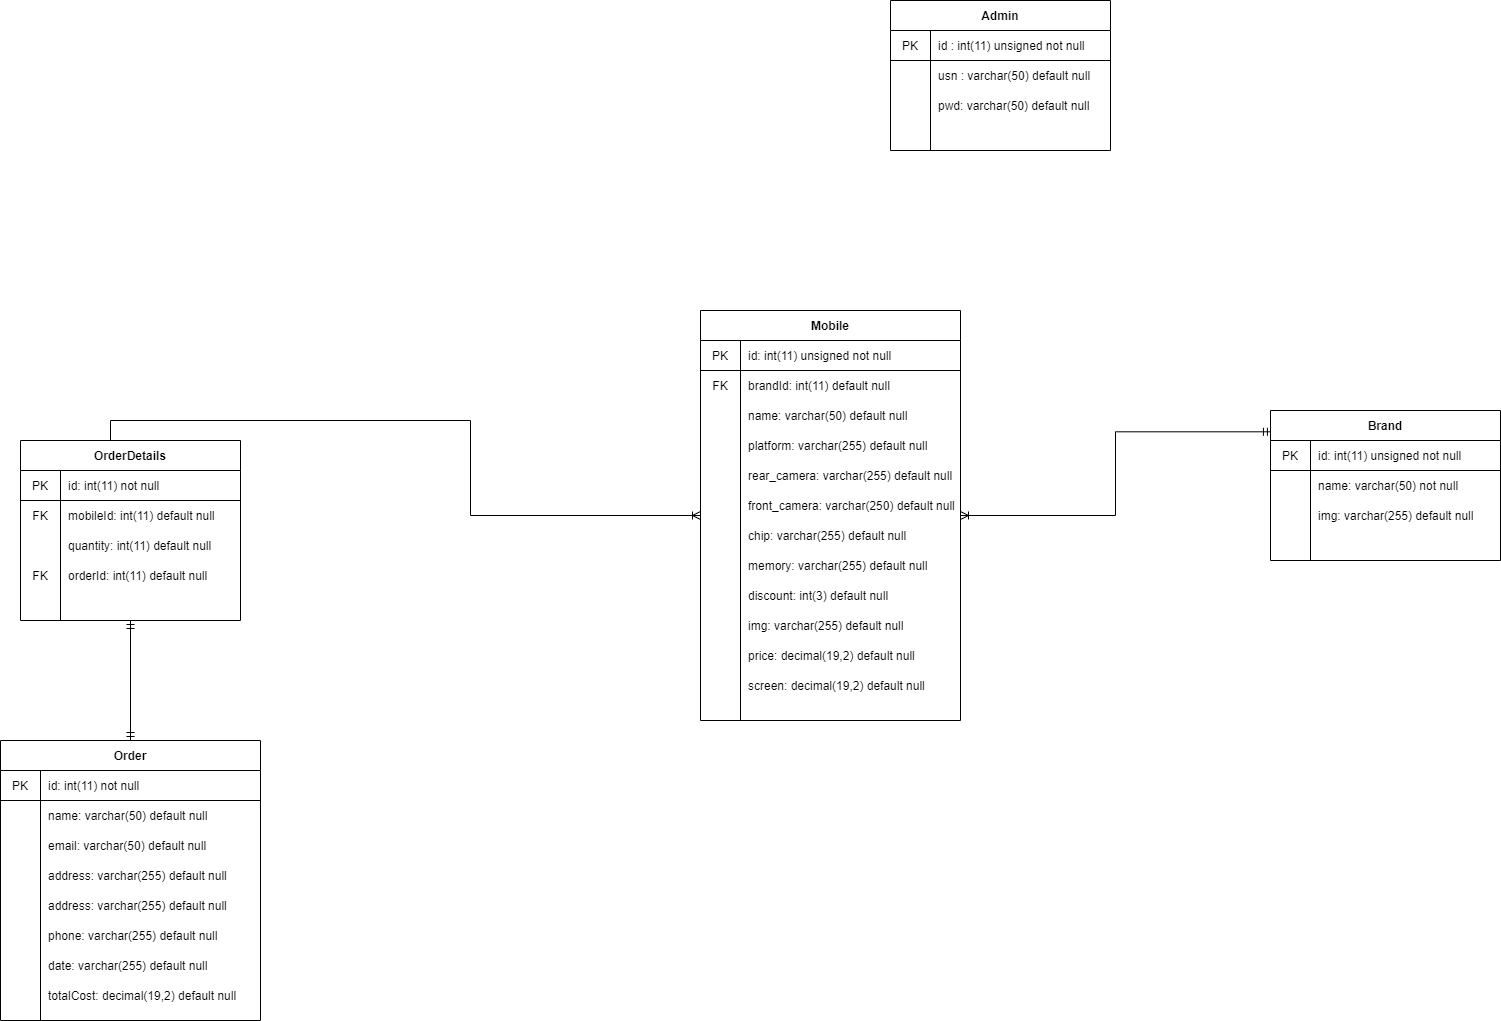 Admin
PK id : int(11) unsigned not null
usn : varchar(50) default null
pwd: varchar(50) default null
Mobile
PK id: int(11) unsigned not null
FK brandId: int(11) default null
name: varchar(50) default null
platform: varchar(255) default null
rear_camera: varchar(255) default null
front_camera: varchar(250) default null
chip: varchar(255) default null
memory: varchar(255) default null
discount: int(3) default null
img: varchar(255) default null
price: decimal(19,2) default null
screen: decimal(19,2) default null
Brand
PK id: int(11) unsigned not null
name: varchar(50) not null
img: varchar(255) default null
OrderDetails
PK id: int(11) not null
FK mobileId: int(11) default null
quantity: int(11) default null
FK orderId: int(11) default null
Order
PK id: int(11) not null
name: varchar(50) default null
email: varchar(50) default null
address: varchar(255) default null
address: varchar(255) default null
phone: varchar(255) default null
date: varchar(255) default null
totalCost: decimal(19,2) default null